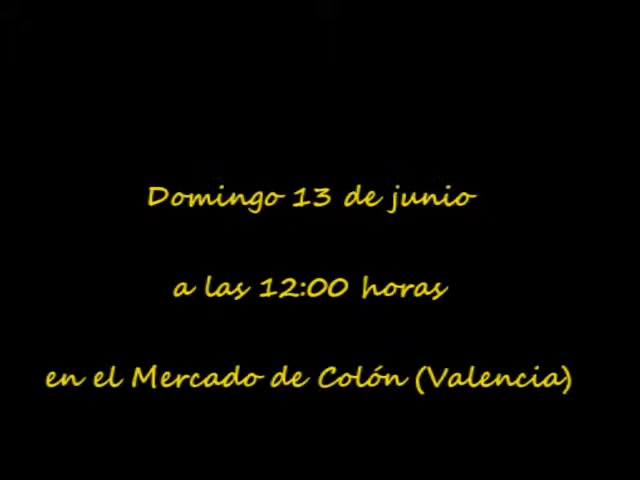 Domingo 13 de junio
a las 12:00 horas
en el Mercado de Colón (Valencia)